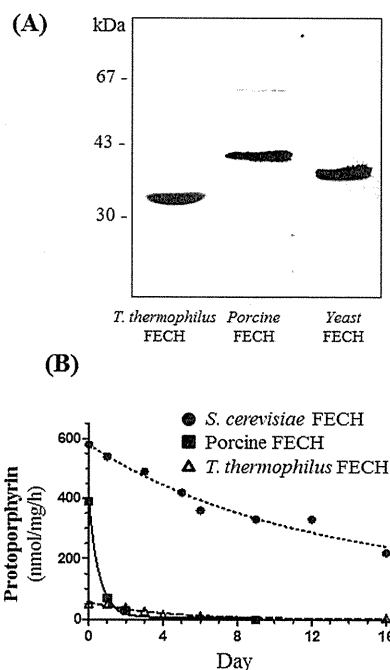 (A)
kDa
67 -
43 -
30 -
T. thermophilus Porcine Yeast
FECH FECH FECH
(B)
S. cerevisiae FECH
Porcine FECH
T. thermophilus FECH
Protoporphyrin
(nmol/mg/h)
600
400
200
0
0 4 8 12 16
Day